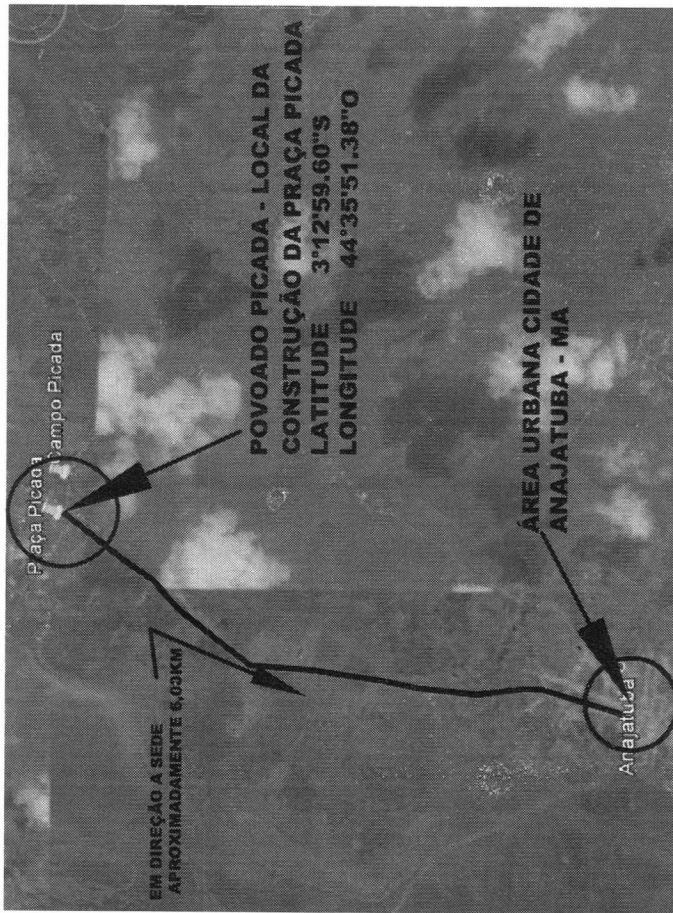 Praça Picada
Campo Picada
POVOADO PICADA - LOCAL DA
CONSTRUÇÃO DA PRAÇA PICADA
LATITUDE 3°12'59.60"S
LONGITUDE 44°35'51.38"O
EM DIREÇÃO A SEDE
APROXIMADAMENTE 6,00KM
ÁREA URBANA CIDADE DE
ANAJATUBA - MA
Anajatuba